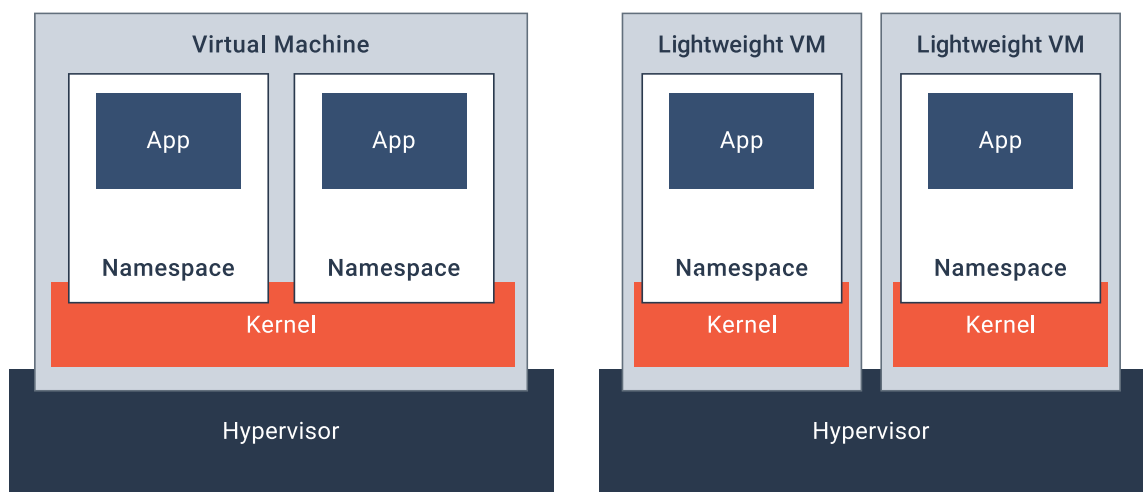 Virtual Machine
App
App
Namespace
Namespace
Kernel
Hypervisor
Lightweight VM
Lightweight VM
App
App
Namespace
Namespace
Kernel
Kernel
Hypervisor